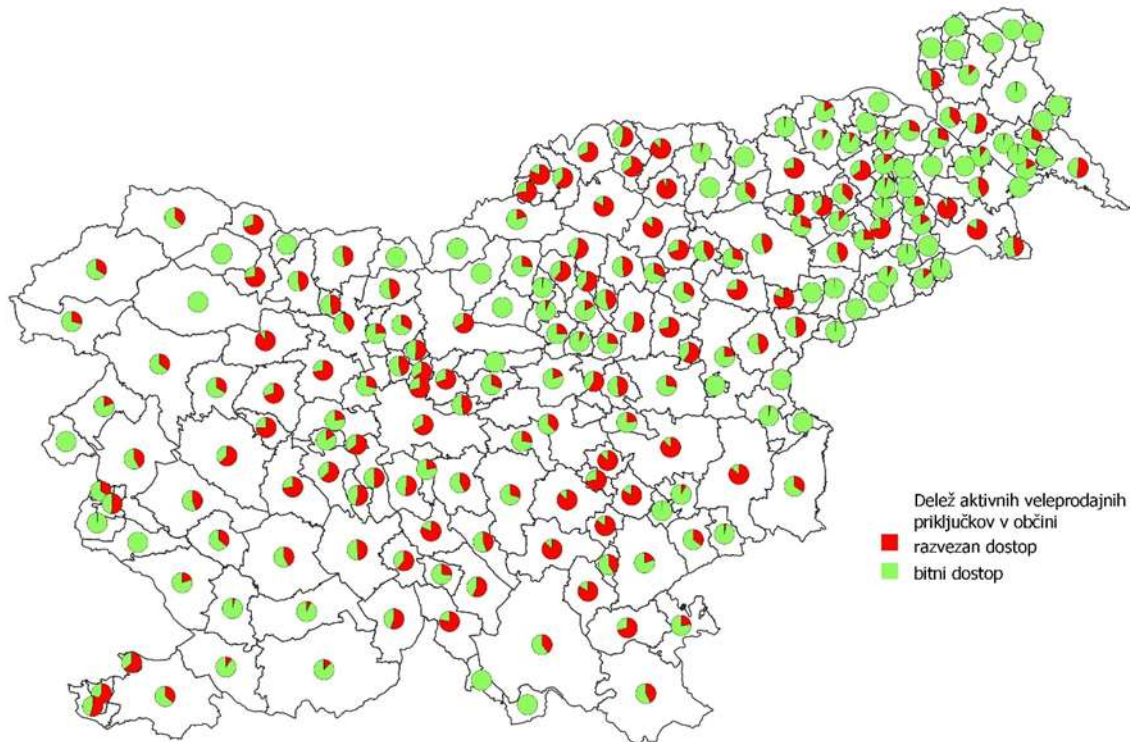 Delež aktivnih veleprodajnih
priključkov v občini
razvezan dostop
bitni dostop